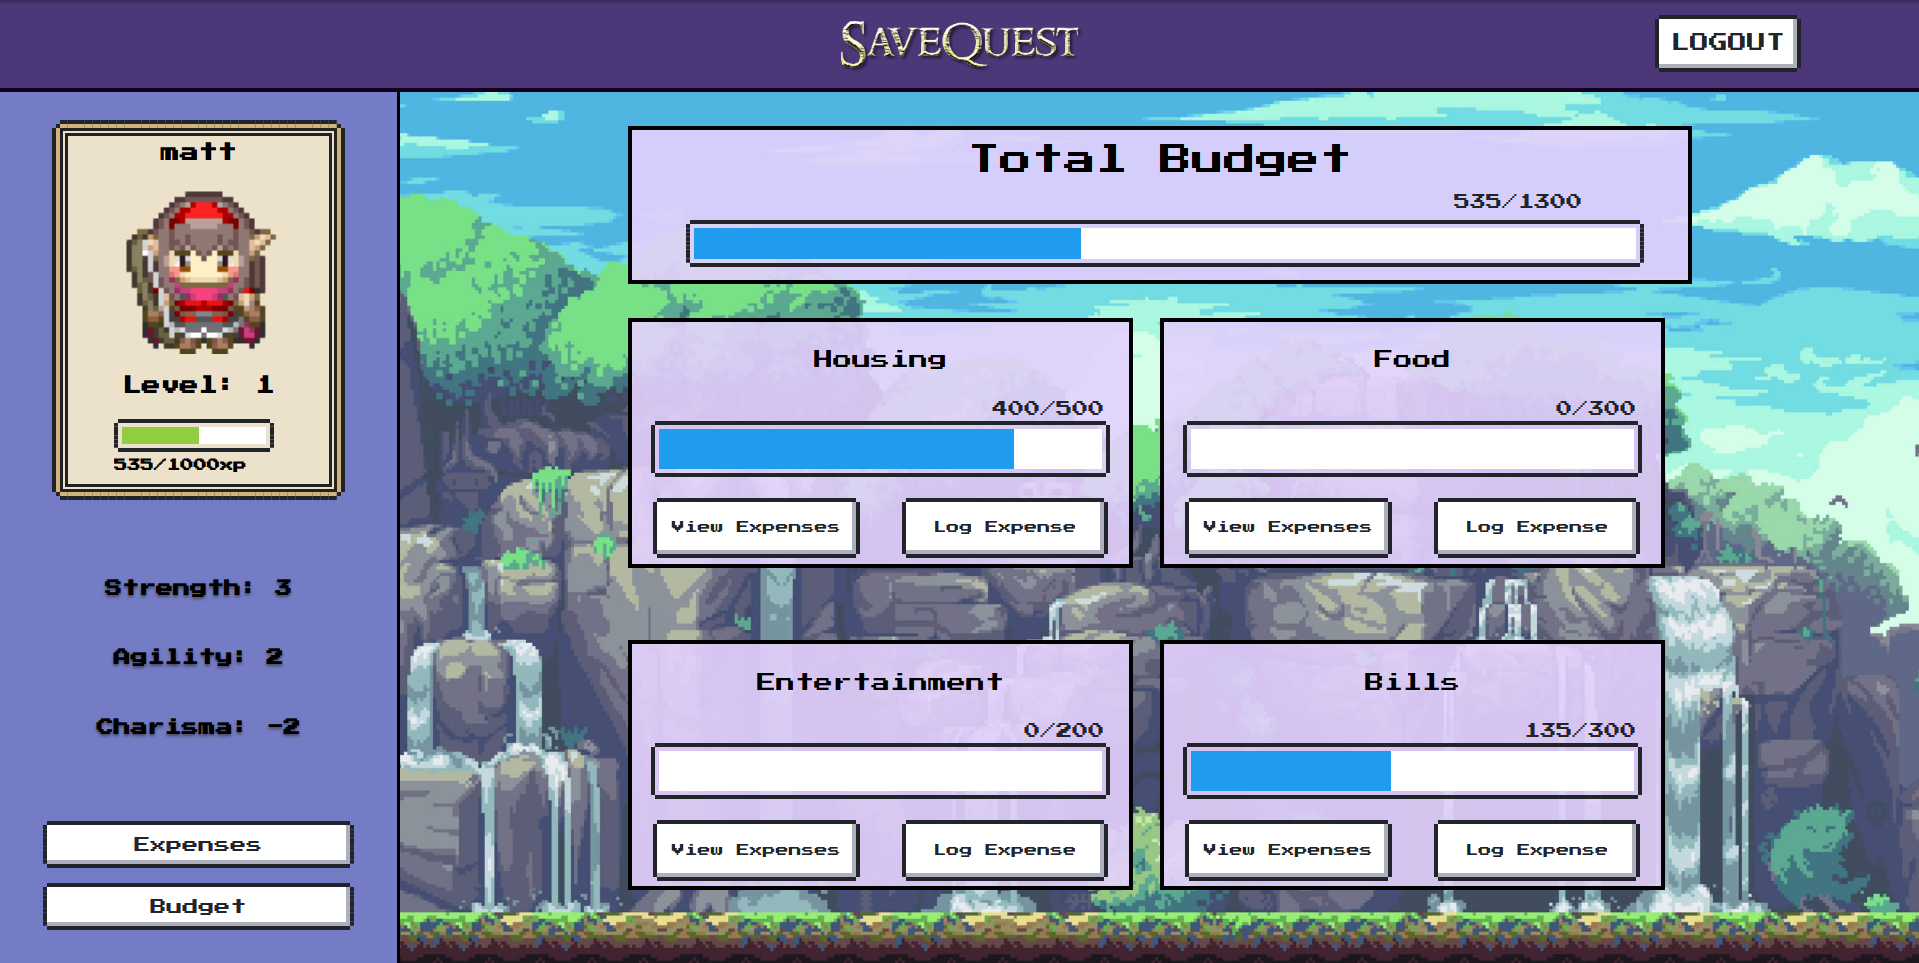 SAVEQUEST
LOGOUT
matt
Level: 1
535/1000xp
Strength: 3
Agility: 2
Charisma: -2
Expenses
Budget
Total Budget
535/1300
Housing
400/500
View Expenses
Log Expense
Food
0/300
View Expenses
Log Expense
Entertainment
0/200
View Expenses
Log Expense
Bills
135/300
View Expenses
Log Expense